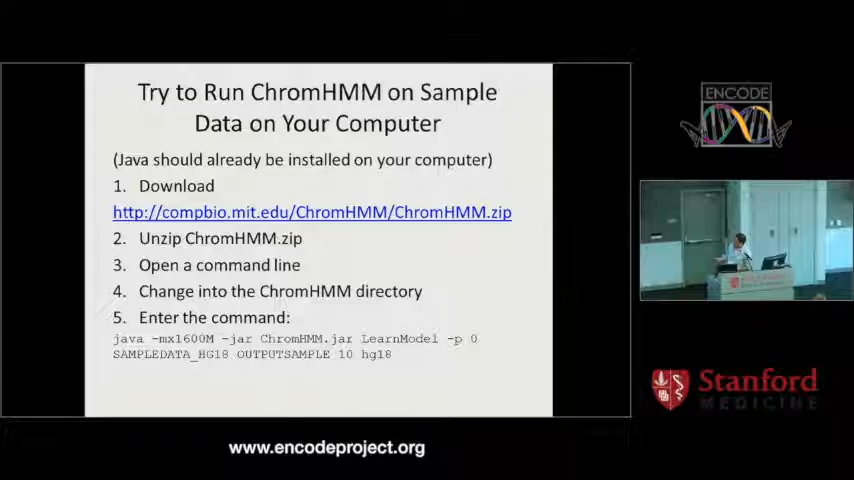 Try to Run ChromHMM on Sample
Data on Your Computer
(Java should already be installed on your computer)
1. Download
http://compbio.mit.edu/ChromHMM/ChromHMM.zip
2. Unzip ChromHMM.zip
3. Open a command line
4. Change into the ChromHMM directory
5. Enter the command:
java -mx1600M -jar ChromHMM.jar LearnModel -p 0
SAMPLEDATA_HG18 OUTPUTSAMPLE 10 hg18
ENCODE
Stanford
MEDICINE
www.encodeproject.org